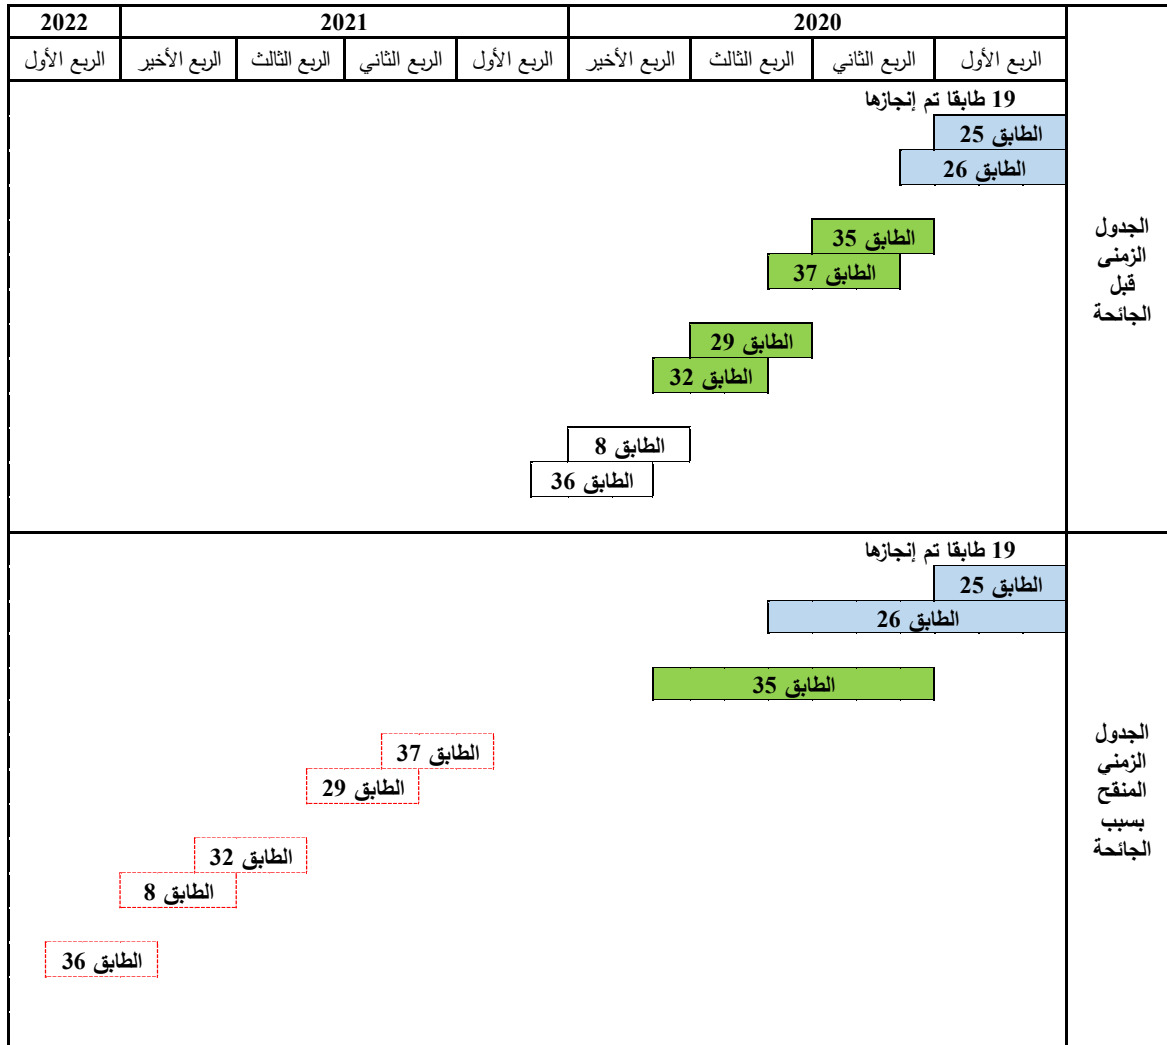 2020
2021
2022
الربع الأول
الربع الثاني
الربع الثالث
الربع الأخير
الربع الأول
الربع الثاني
الربع الثالث
الربع الأخير
الربع الأول
الجدول
الزمنى
قبل
الجائحة
19 طابقا تم إنجازها
الطابق 25
الطابق 26
الطابق 35
الطابق 37
الطابق 29
الطابق 32
الطابق 8
الطابق 36
الجدول
الزمني
المنقح
بسبب
الجائحة
19 طابقا تم إنجازها
الطابق 25
الطابق 26
الطابق 35
الطابق 37
الطابق 29
الطابق 32
الطابق 8
الطابق 36